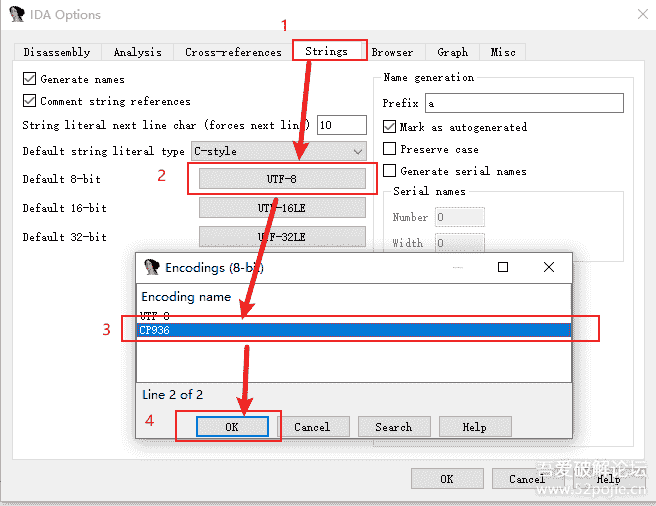 IDA Options
1
Disassembly Analysis Cross-references Strings Browser Graph Misc
Generate names
Comment string references
String literal next line char (forces next line) 10
Default string literal type C-style
2
Default 8-bit UTF-8
Default 16-bit UTF-16LE
Default 32-bit UTF-32LE
Name generation
Prefix a
Mark as autogenerated
Preserve case
Generate serial names
Serial names
Number 0
Width 0
Encodings (8-bit)
Encoding name
UTF-8
3
CP936
Line 2 of 2
4
OK Cancel Search Help
OK Cancel Help
吾爱破解论坛
www.52pojie.cn